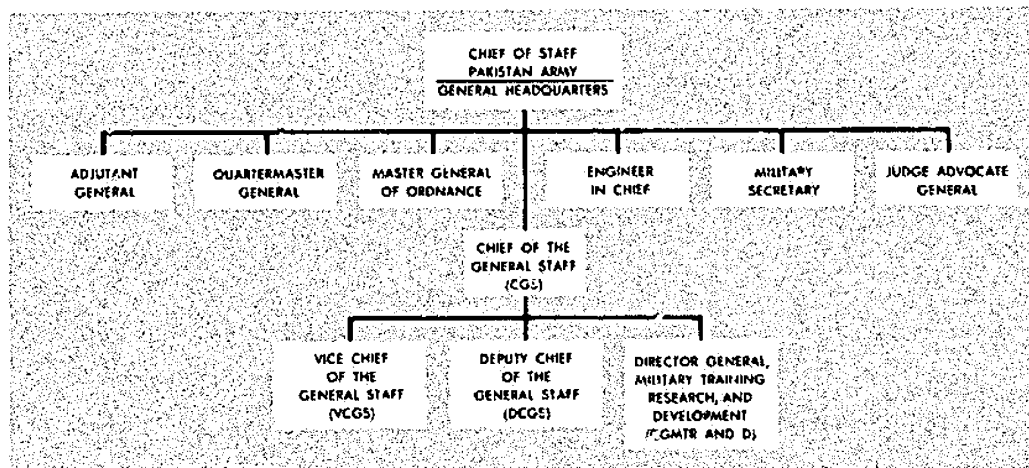 CHIEF OF STAFF
PAKISTAN ARMY
GENERAL HEADQUARTERS
ADJUTANT
GENERAL
QUARTERMASTER
GENERAL
MASTER GENERAL
OF ORDNANCE
ENGINEER
IN CHIEF
MILITARY
SECRETARY
JUDGE ADVOCATE
GENERAL
CHIEF OF THE
GENERAL STAFF
(CGS)
VICE CHIEF
OF THE
GENERAL STAFF
(VCGS)
DEPUTY CHIEF
OF THE
GENERAL STAFF
(DCGS)
DIRECTOR GENERAL,
MILITARY TRAINING
RESEARCH, AND
DEVELOPMENT
AND D)